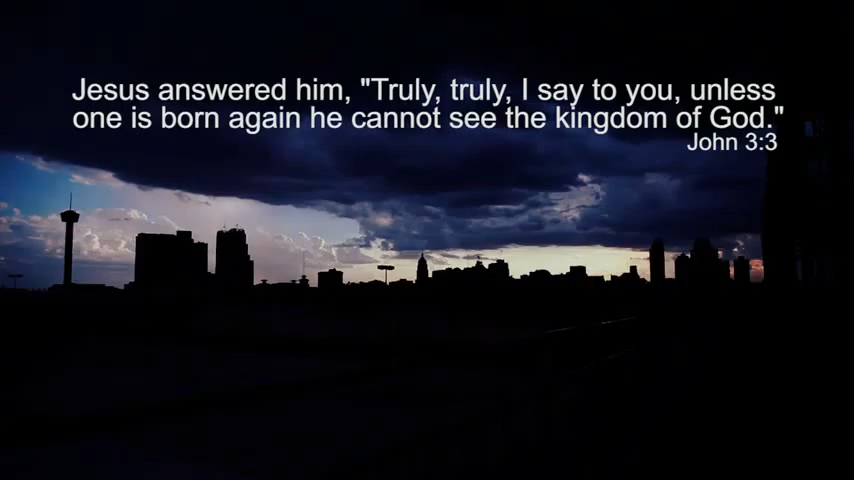 Jesus answered him, "Truly, truly, I say to you, unless
one is born again he cannot see the kingdom of God."
John 3:3